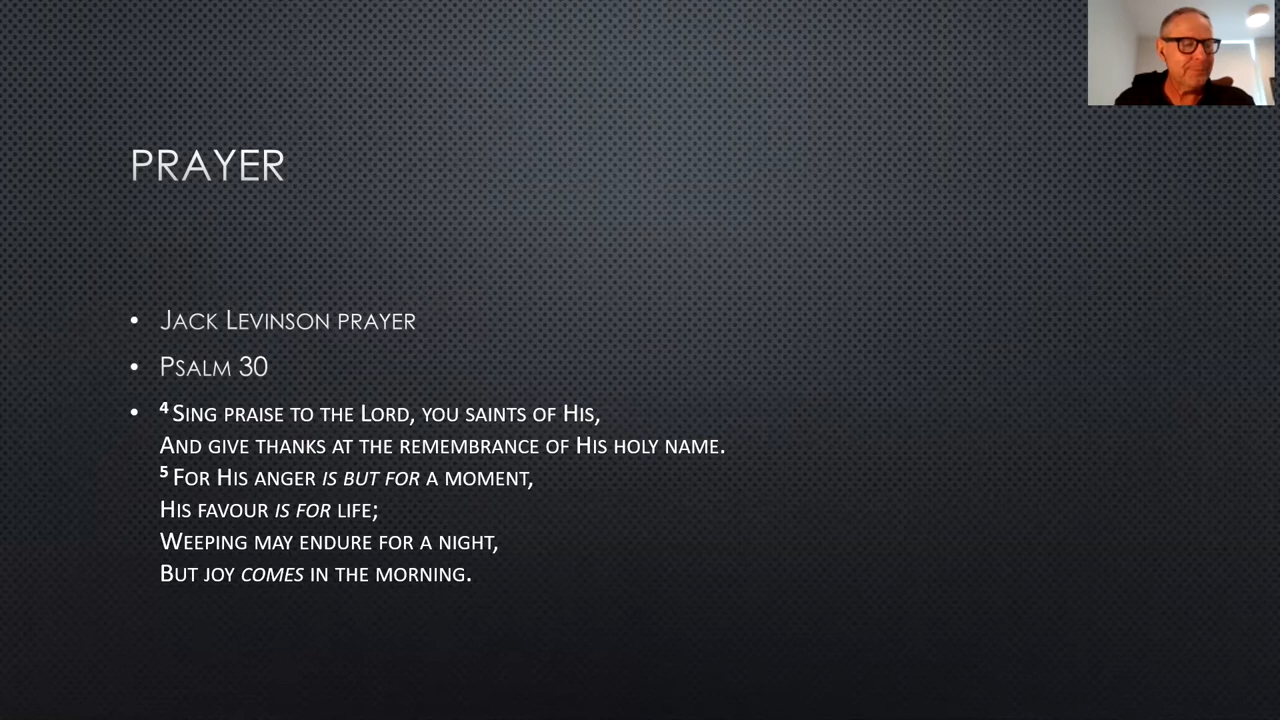 PRAYER
• JACK LEVINSON PRAYER
• PSALM 30
• 4 SING PRAISE TO THE LORD, YOU SAINTS OF HIS,
AND GIVE THANKS AT THE REMEMBRANCE OF HIS HOLY NAME.
5 FOR HIS ANGER IS BUT FOR A MOMENT,
HIS FAVOUR IS FOR LIFE;
WEEPING MAY ENDURE FOR A NIGHT,
BUT JOY COMES IN THE MORNING.